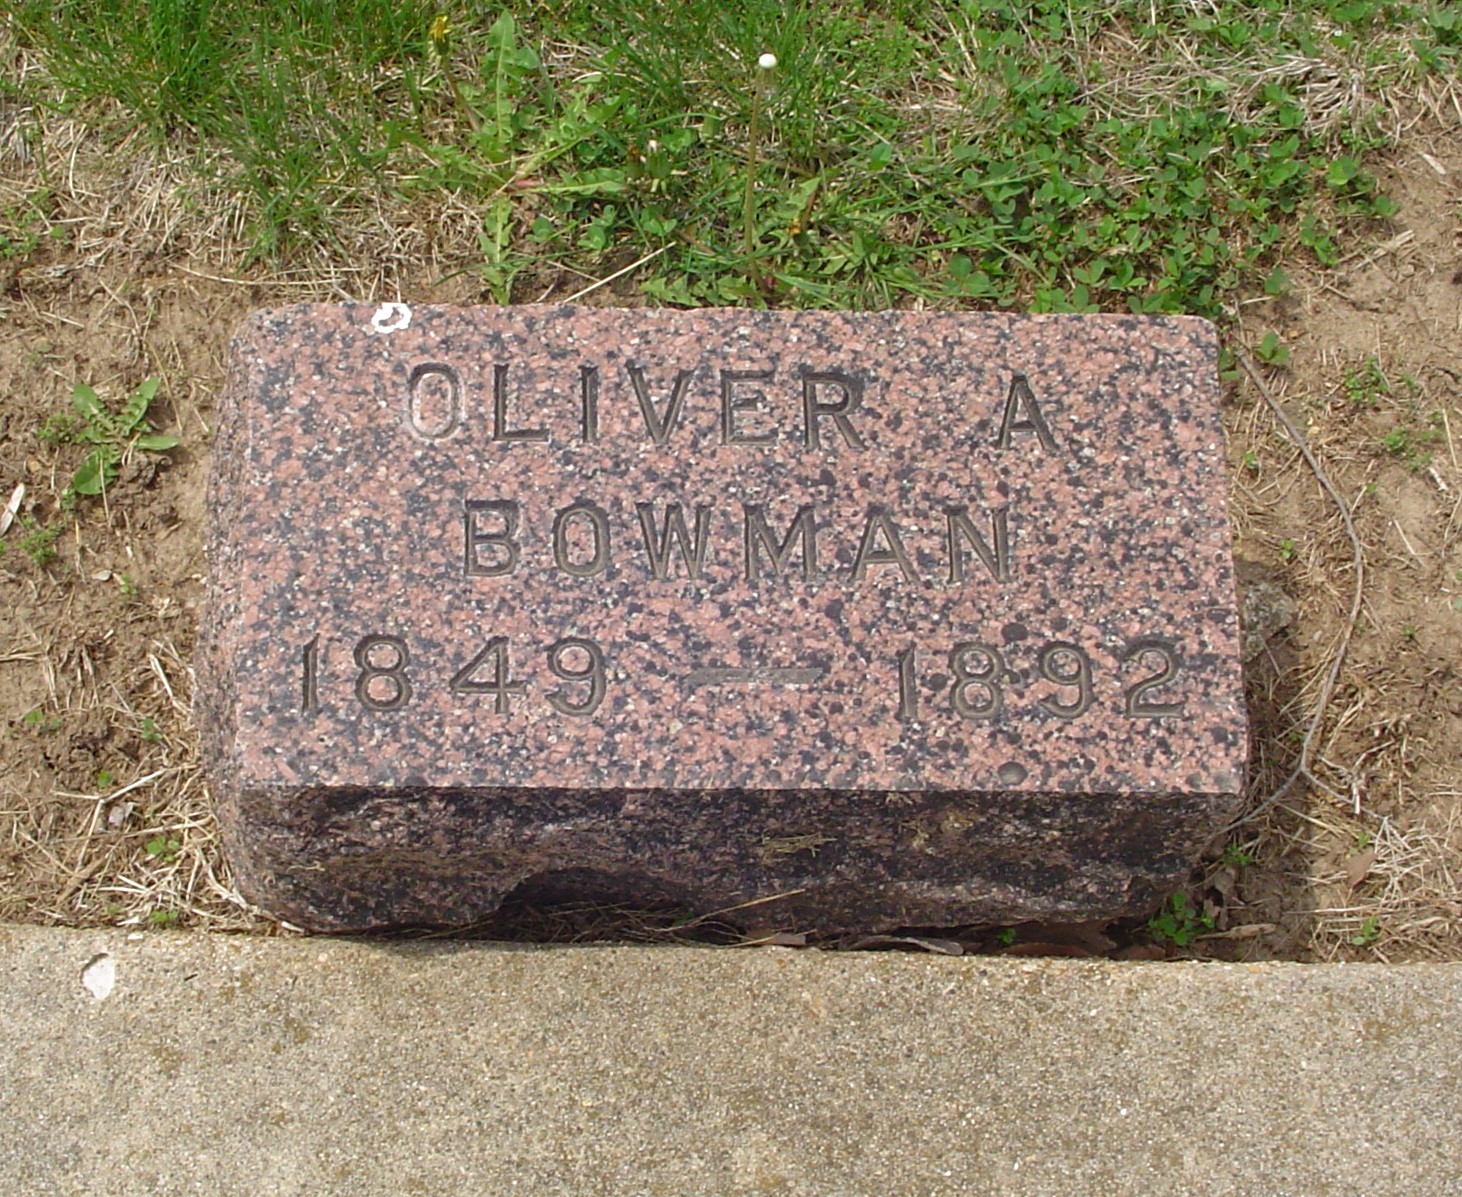 OLIVER A
BOWMAN
1849 — 1892